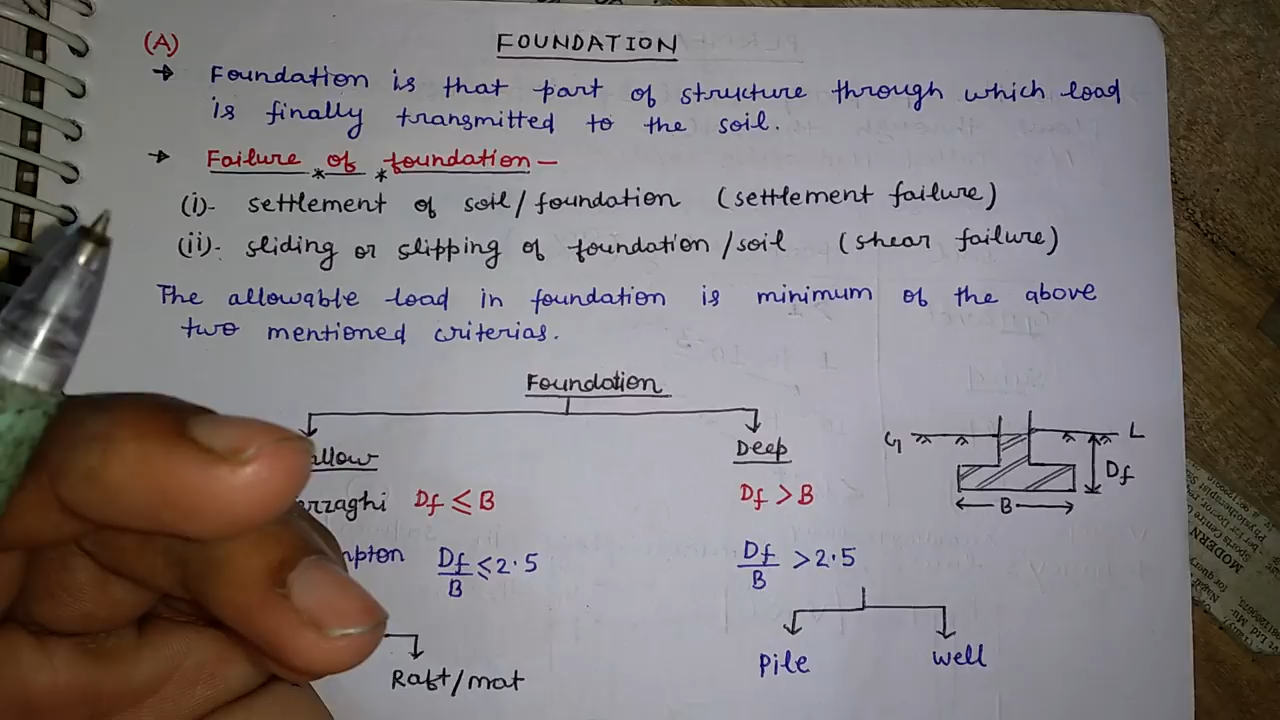 (A) FOUNDATION
→ Foundation is that part of structure through which load
is finally transmitted to the soil.
→ Failure of foundation —
(i)- settlement of soil/foundation (settlement failure)
(ii)- sliding or slipping of foundation/soil (shear failure)
The allowable load in foundation is minimum of the above
two mentioned criterias.
Foundation
Deep
Df ≤ B
Df > B
Df/B ≤ 2.5
Df/B > 2.5
G L
Df
B
Raft/mat
Pile
well
MODERN